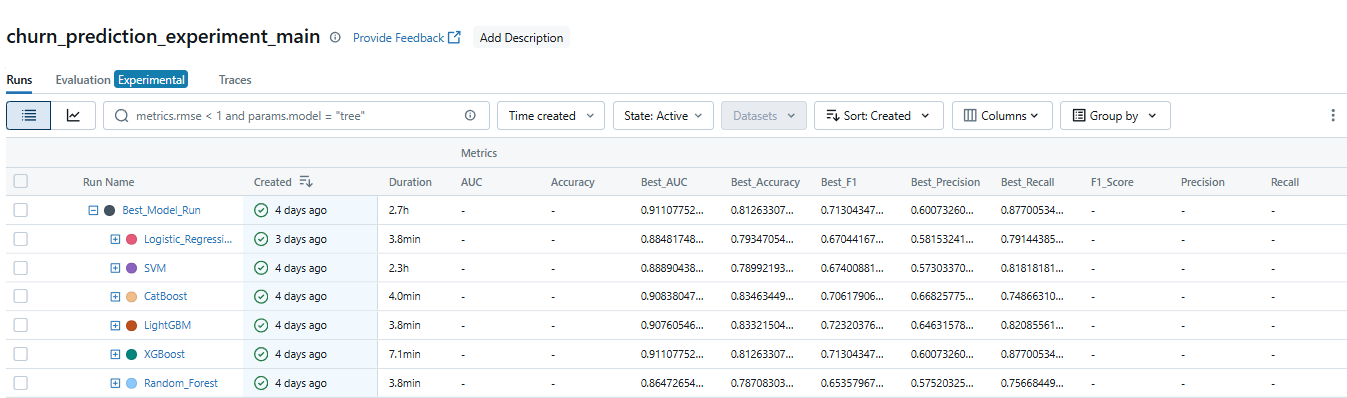 churn_prediction_experiment_main Provide Feedback Add Description
Runs Evaluation Experimental Traces
metrics.rmse < 1 and params.model = "tree" Time created State: Active Datasets Sort: Created Columns Group by
Metrics
Run Name Created Duration AUC Accuracy Best_AUC Best_Accuracy Best_F1 Best_Precision Best_Recall F1_Score Precision Recall
Best_Model_Run 4 days ago 2.7h - - 0.91107752... 0.81263307... 0.71304347... 0.60073260... 0.87700534... - - -
Logistic_Regressi... 3 days ago 3.8min - - 0.88481748... 0.79347054... 0.67044167... 0.58153241... 0.79144385... - - -
SVM 4 days ago 2.3h - - 0.88890438... 0.78992193... 0.67400881... 0.57303370... 0.81818181... - - -
CatBoost 4 days ago 4.0min - - 0.90838047... 0.83463449... 0.70617906... 0.66825775... 0.74866310... - - -
LightGBM 4 days ago 3.8min - - 0.90760546... 0.83321504... 0.72320376... 0.64631578... 0.82085561... - - -
XGBoost 4 days ago 7.1min - - 0.91107752... 0.81263307... 0.71304347... 0.60073260... 0.87700534... - - -
Random_Forest 4 days ago 3.8min - - 0.86472654... 0.78708303... 0.65357967... 0.57520325... 0.75668449... - - -